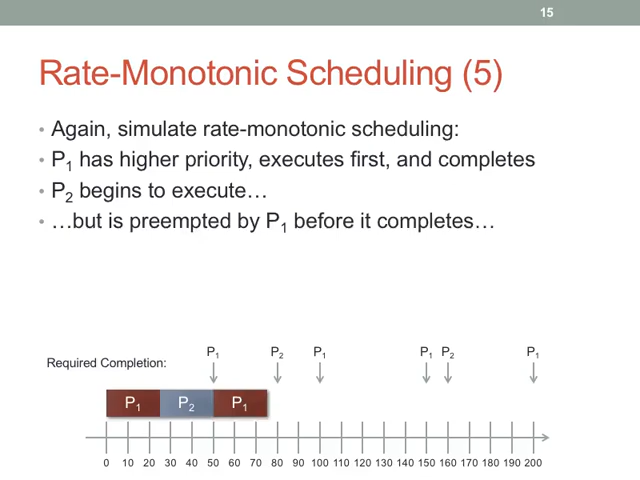 15
Rate-Monotonic Scheduling (5)
• Again, simulate rate-monotonic scheduling:
• P₁ has higher priority, executes first, and completes
• P₂ begins to execute…
• …but is preempted by P₁ before it completes…
P₁ P₂ P₁ P₁ P₂ P₁
Required Completion:
P₁ P₂ P₁
0 10 20 30 40 50 60 70 80 90 100 110 120 130 140 150 160 170 180 190 200